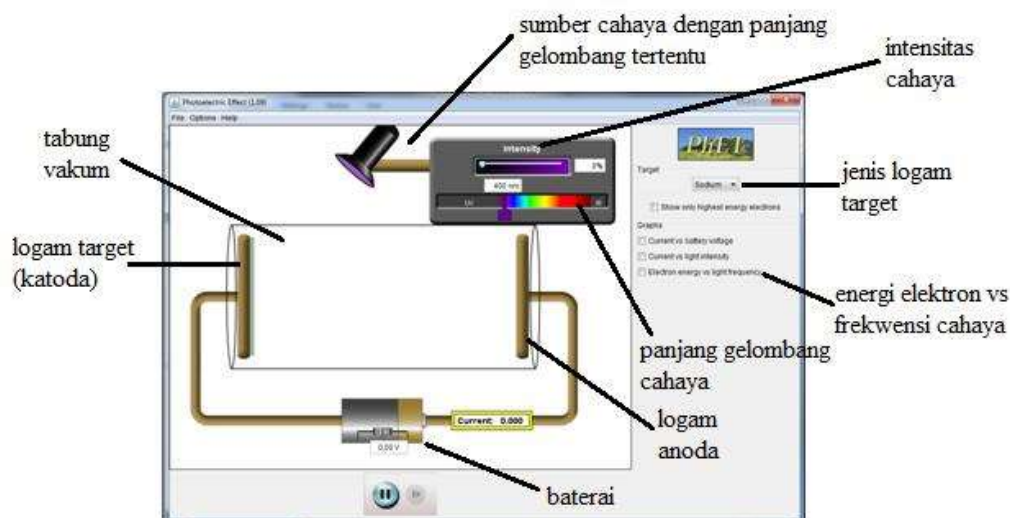 sumber cahaya dengan panjang
gelombang tertentu
intensitas
cahaya
tabung
vakum
logam target
(katoda)
jenis logam
target
energi elektron vs
frekwensi cahaya
panjang gelombang
cahaya
logam
anoda
baterai
Photoelectric Effect (1.09)
File Options Help
Intensity
0%
400 nm
UV
IR
PhET
Target
Sodium
Show only highest energy electrons
Graphs
Current vs battery voltage
Current vs light intensity
Electron energy vs light frequency
Current: 0.000
0,00 V